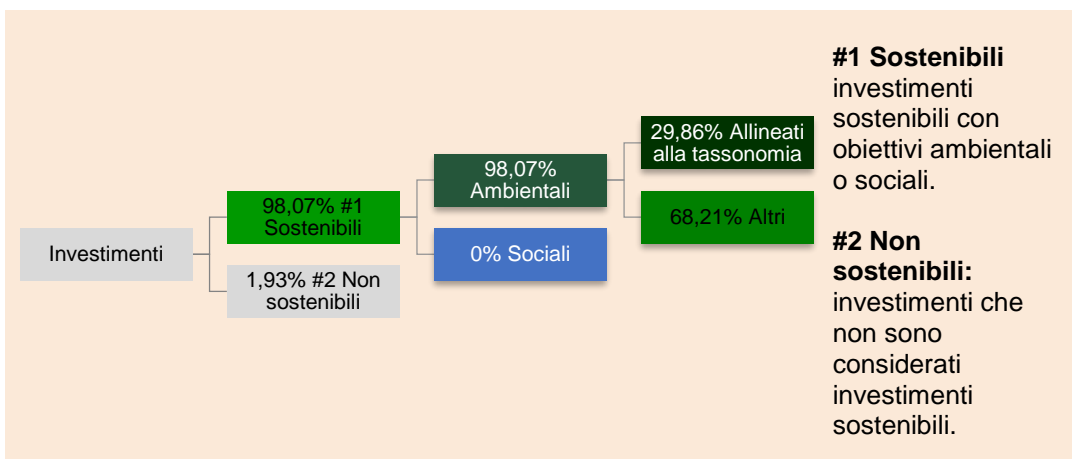 Investimenti
98,07% #1
Sostenibili
1,93% #2 Non
sostenibili
98,07%
Ambientali
0% Sociali
29,86% Allineati
alla tassonomia
68,21% Altri
#1 Sostenibili
investimenti
sostenibili con
obiettivi ambientali
o sociali.
#2 Non
sostenibili:
investimenti che
non sono
considerati
investimenti
sostenibili.